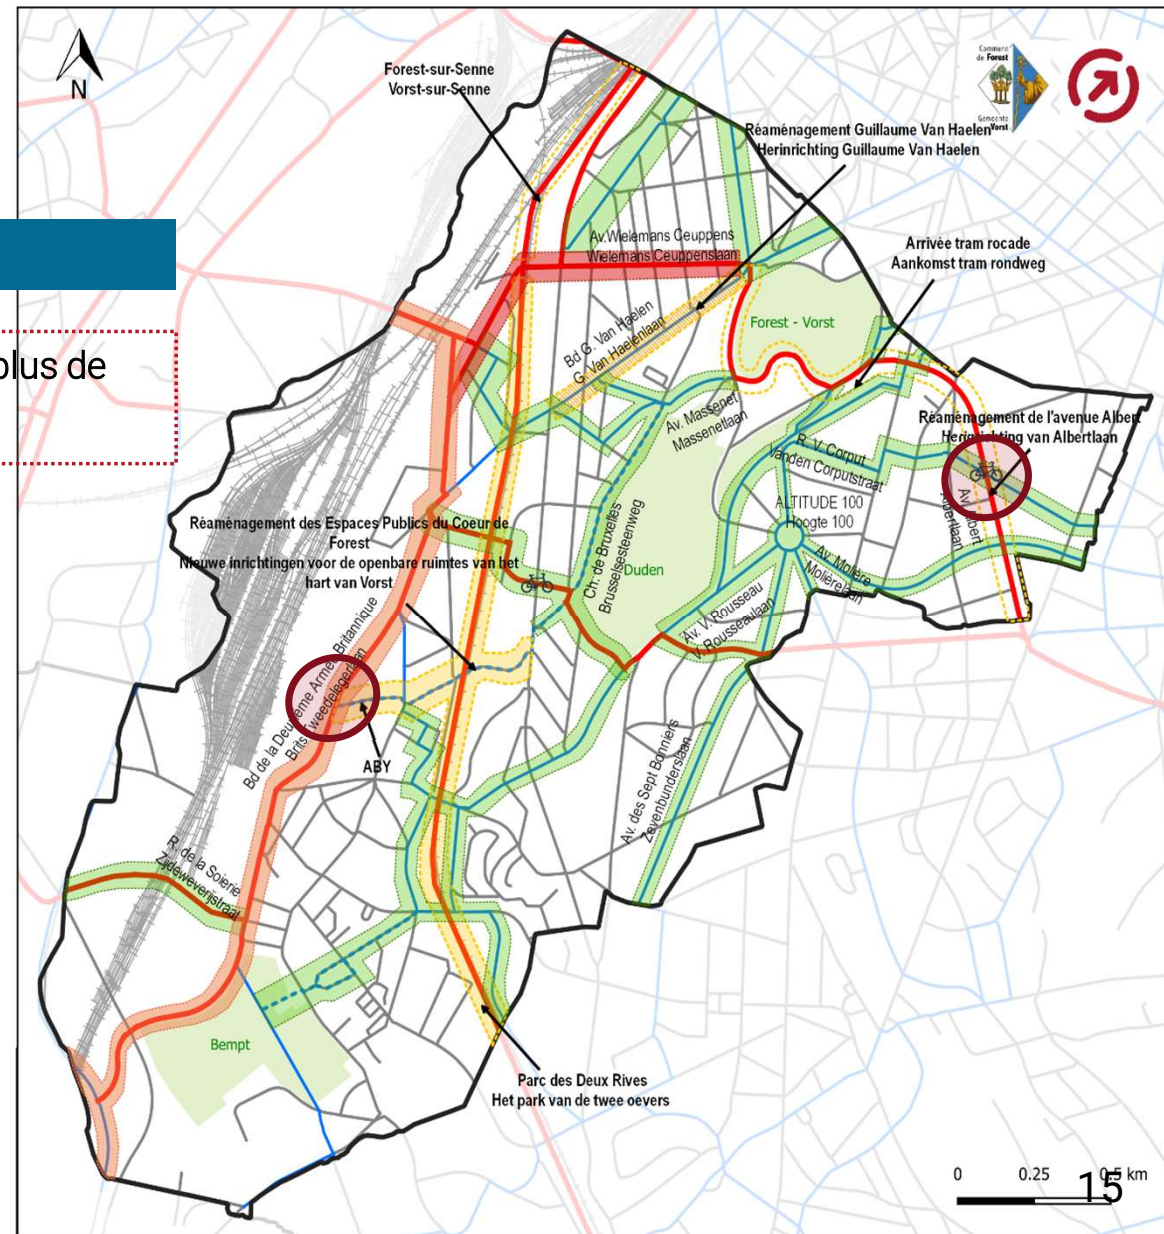 Forest-sur-Senne
Vorst-sur-Senne
N
Commune
de Forest
Gemeente
Vorst
Réaménagement Guillaume Van Haelen
Herinrichting Guillaume Van Haelen
Av.Wielemans Ceuppens
Wielemans Ceuppenslaan
Arrivée tram rocade
Aankomst tram rondweg
plus de
Bd G. Van Haelen
G. Van Haelenlaan
Forest - Vorst
Av. Massenet
Massenetlaan
Réaménagement de l'avenue Albert
Herinrichting van Albertlaan
R. V. Corput
Vanden Corputstraat
Av. Albert
Albertlaan
ALTITUDE 100
Hoogte 100
Réaménagement des Espaces Publics du Coeur de
Forest
Nieuwe inrichtingen voor de openbare ruimtes van het
hart van Vorst
Ch. de Bruxelles
Brusselsesteenweg
Duden
Av. Molière
Molièrelaan
Av. V. Rousseau
V. Rousseaulaan
Bd de la Deuxième Armée Britannique
Brits Tweedelegerlaan
ABY
Av. des Sept Bonniers
Zevenbunderslaan
R. de la Soierie
Zijdeweverijstraat
Bempt
Parc des Deux Rives
Het park van de twee oevers
0 0.25 0.5 km
15